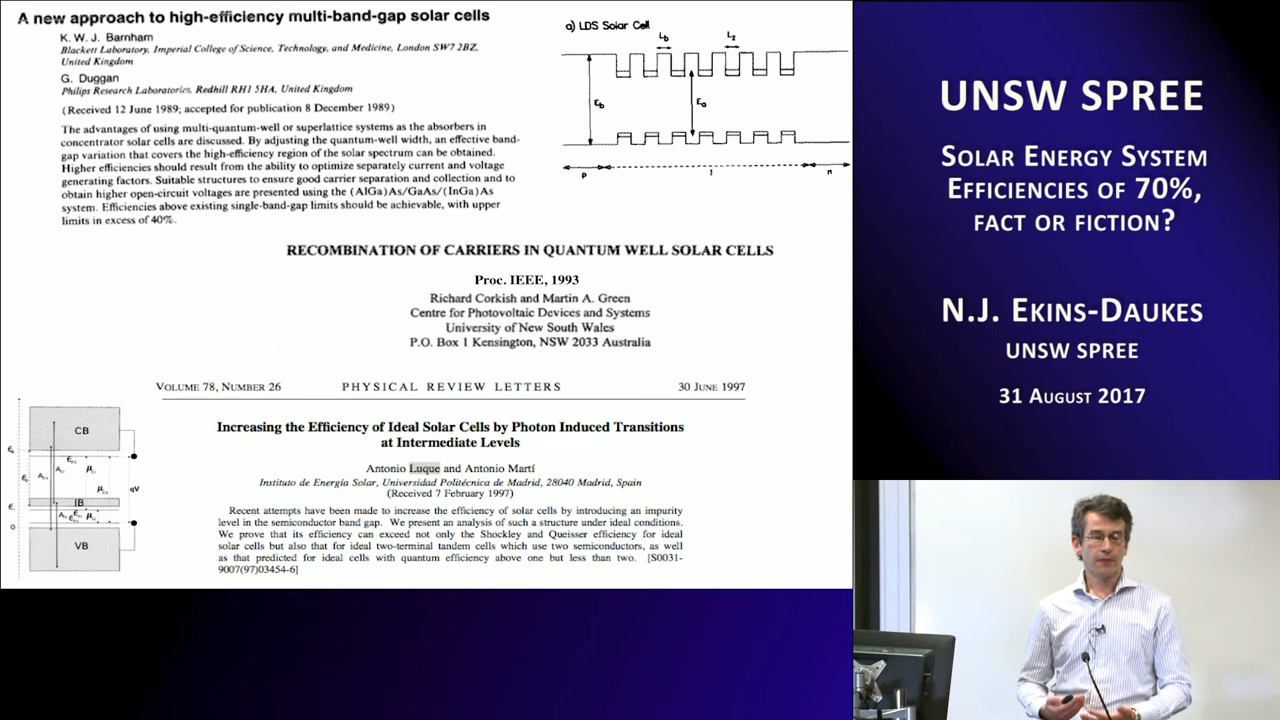 A new approach to high-efficiency multi-band-gap solar cells
K. W. J. Barnham
Blackett Laboratory, Imperial College of Science, Technology, and Medicine, London SW7 2BZ,
United Kingdom
G. Duggan
Philips Research Laboratories, Redhill RH1 5HA, United Kingdom
(Received 12 June 1989; accepted for publication 8 December 1989)
The advantages of using multi-quantum-well or superlattice systems as the absorbers in
concentrator solar cells are discussed. By adjusting the quantum-well width, an effective band-
gap variation that covers the high-efficiency region of the solar spectrum can be obtained.
Higher efficiencies should result from the ability to optimize separately current and voltage
generating factors. Suitable structures to ensure good carrier separation and collection and to
obtain higher open-circuit voltages are presented using the (AlGa)As/GaAs/(InGa)As
system. Efficiencies above existing single-band-gap limits should be achievable, with upper
limits in excess of 40%.
a) LDS Solar Cell
Lb
Lz
Eb
Ea
P
I
n
RECOMBINATION OF CARRIERS IN QUANTUM WELL SOLAR CELLS
Proc. IEEE, 1993
Richard Corkish and Martin A. Green
Centre for Photovoltaic Devices and Systems
University of New South Wales
P.O. Box 1 Kensington, NSW 2033 Australia
VOLUME 78, NUMBER 26 PHYSICAL REVIEW LETTERS 30 JUNE 1997
Increasing the Efficiency of Ideal Solar Cells by Photon Induced Transitions
at Intermediate Levels
Antonio Luque and Antonio Martí
Instituto de Energía Solar, Universidad Politécnica de Madrid, 28040 Madrid, Spain
(Received 7 February 1997)
Recent attempts have been made to increase the efficiency of solar cells by introducing an impurity
level in the semiconductor band gap. We present an analysis of such a structure under ideal conditions.
We prove that its efficiency can exceed not only the Shockley and Queisser efficiency for ideal
solar cells but also that for ideal two-terminal tandem cells which use two semiconductors, as well
as that predicted for ideal cells with quantum efficiency above one but less than two. [S0031-
9007(97)03454-6]
CB
qV
IB
0
VB
UNSW SPREE
SOLAR ENERGY SYSTEM
EFFICIENCIES OF 70%,
FACT OR FICTION?
N.J. EKINS-DAUKES
UNSW SPREE
31 AUGUST 2017